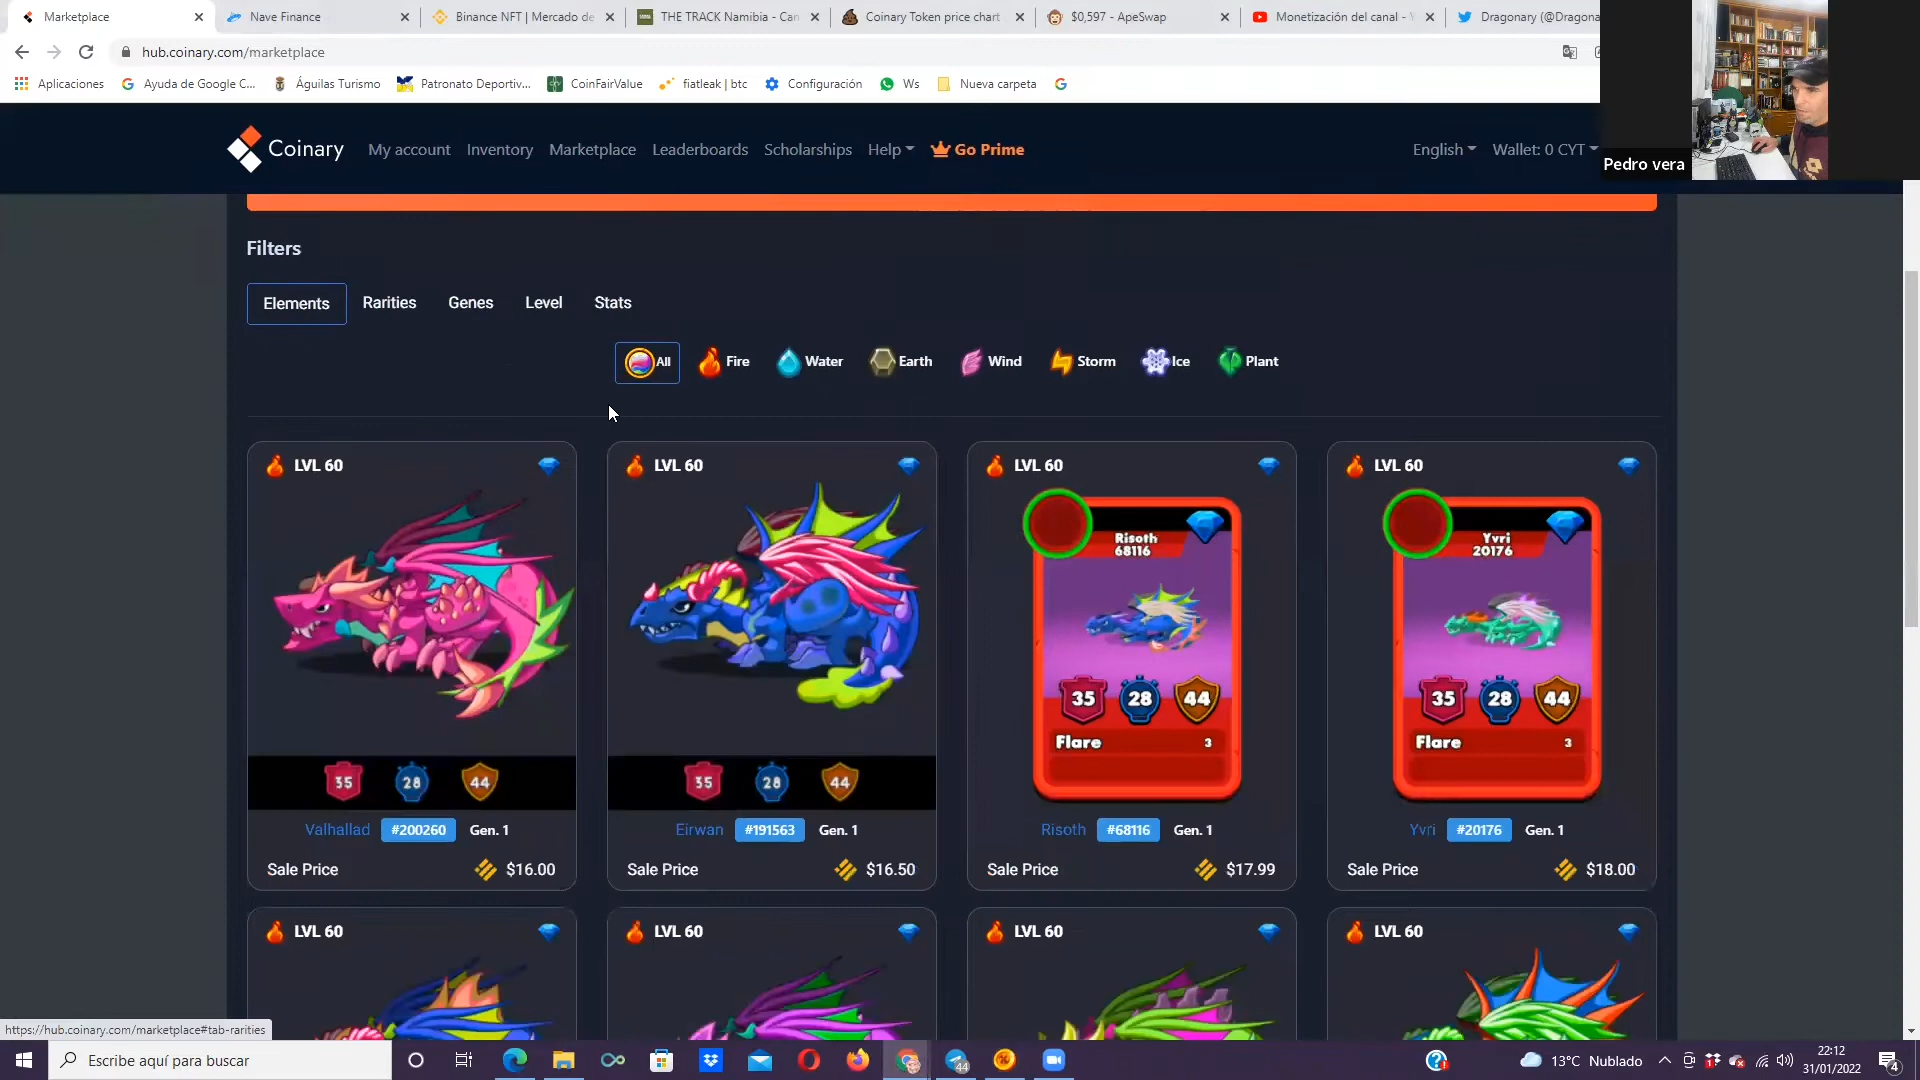 Marketplace
Nave Finance
Binance NFT | Mercado de
THE TRACK Namibia - Can
Coinary Token price chart
$0,597 - ApeSwap
Monetización del canal -
Dragonary (@Dragona
hub.coinary.com/marketplace
Aplicaciones
Ayuda de Google C...
Águilas Turismo
Patronato Deportiv...
CoinFairValue
fiatleak | btc
Configuración
Ws
Nueva carpeta
Coinary
My account
Inventory
Marketplace
Leaderboards
Scholarships
Help
Go Prime
English
Wallet: 0 CYT
Pedro vera
Filters
Elements
Rarities
Genes
Level
Stats
All
Fire
Water
Earth
Wind
Storm
Ice
Plant
LVL 60
35
28
44
Valhallad #200260 Gen. 1
Sale Price $16.00
LVL 60
35
28
44
Eirwan #191563 Gen. 1
Sale Price $16.50
LVL 60
Risoth
68116
35
28
44
Flare 3
Risoth #68116 Gen. 1
Sale Price $17.99
LVL 60
Yvri
20176
35
28
44
Flare 3
Yvri #20176 Gen. 1
Sale Price $18.00
LVL 60
LVL 60
LVL 60
LVL 60
https://hub.coinary.com/marketplace#tab-rarities
Escribe aquí para buscar
44
13°C Nublado
22:12
31/01/2022
4